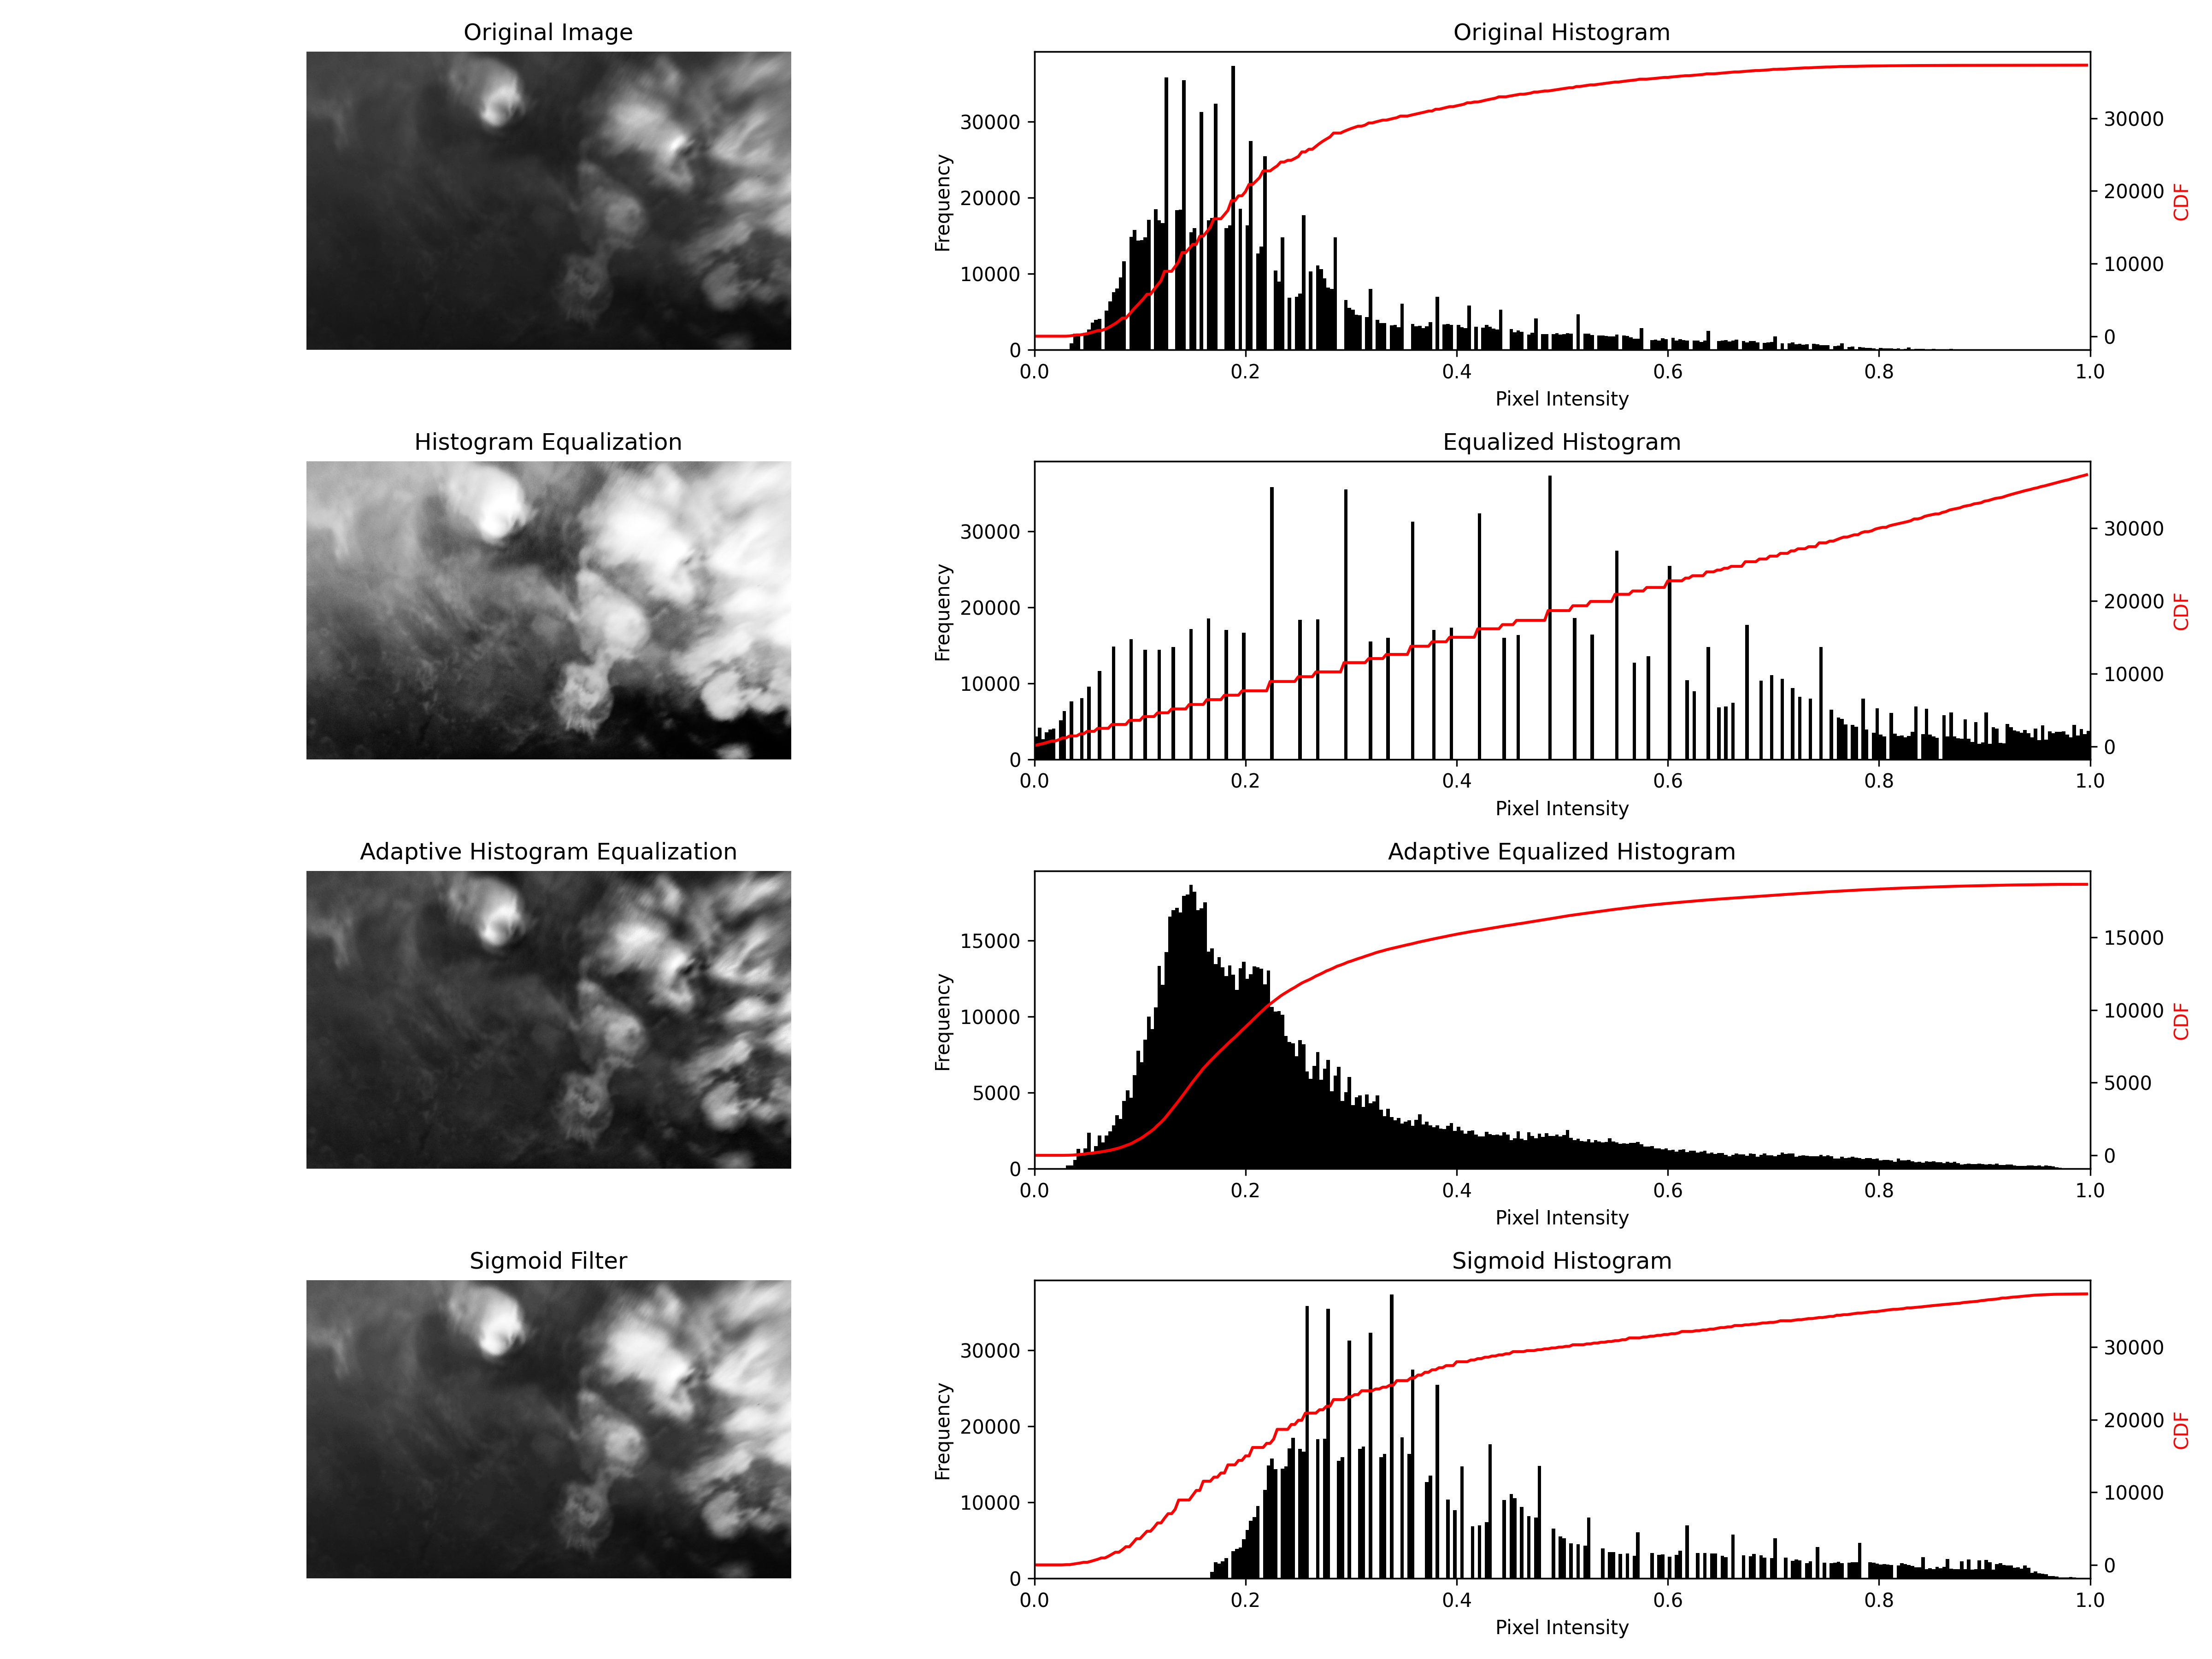 Original Image
Original Histogram
Frequency
30000
20000
10000
0
30000
20000
10000
0
CDF
0.0 0.2 0.4 0.6 0.8 1.0
Pixel Intensity
Histogram Equalization
Equalized Histogram
Frequency
30000
20000
10000
0
30000
20000
10000
0
CDF
0.0 0.2 0.4 0.6 0.8 1.0
Pixel Intensity
Adaptive Histogram Equalization
Adaptive Equalized Histogram
Frequency
15000
10000
5000
0
15000
10000
5000
0
CDF
0.0 0.2 0.4 0.6 0.8 1.0
Pixel Intensity
Sigmoid Filter
Sigmoid Histogram
Frequency
30000
20000
10000
0
30000
20000
10000
0
CDF
0.0 0.2 0.4 0.6 0.8 1.0
Pixel Intensity